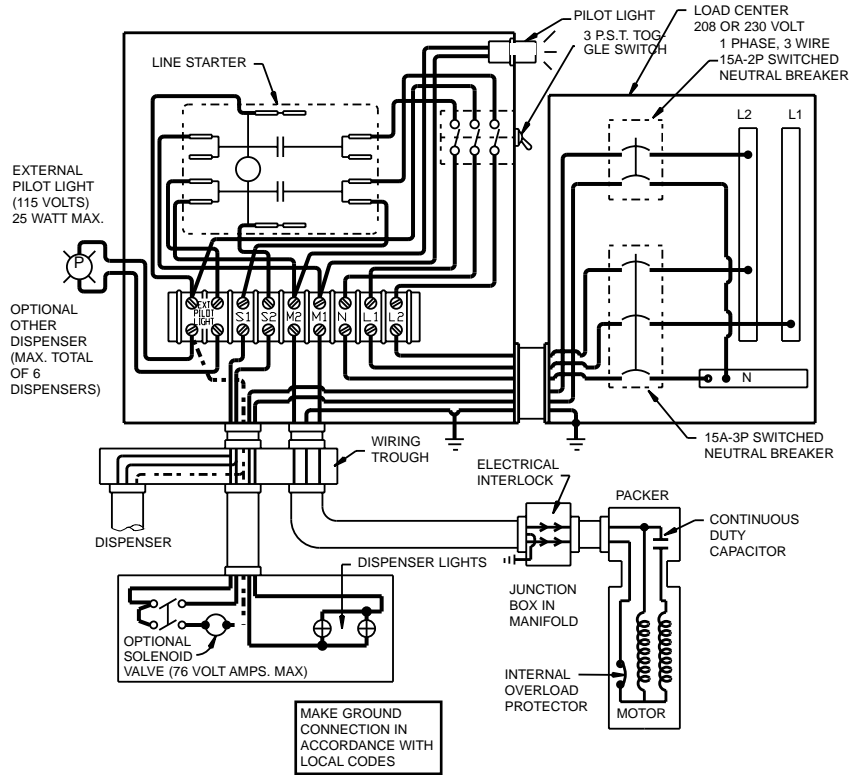 PILOT LIGHT
3 P.S.T. TOG-
GLE SWITCH
LOAD CENTER
208 OR 230 VOLT
1 PHASE, 3 WIRE
15A-2P SWITCHED
NEUTRAL BREAKER
LINE STARTER
L2
L1
EXTERNAL
PILOT LIGHT
(115 VOLTS)
25 WATT MAX.
P
OPTIONAL
OTHER
DISPENSER
(MAX. TOTAL
OF 6
DISPENSERS)
EXT
PILOT
LIGHT
S1
S2
M2
M1
N
L1
L2
N
15A-3P SWITCHED
NEUTRAL BREAKER
WIRING
TROUGH
ELECTRICAL
INTERLOCK
PACKER
CONTINUOUS
DUTY
CAPACITOR
DISPENSER
DISPENSER LIGHTS
JUNCTION
BOX IN
MANIFOLD
OPTIONAL
SOLENOID
VALVE (76 VOLT AMPS. MAX)
INTERNAL
OVERLOAD
PROTECTOR
MOTOR
MAKE GROUND
CONNECTION IN
ACCORDANCE WITH
LOCAL CODES